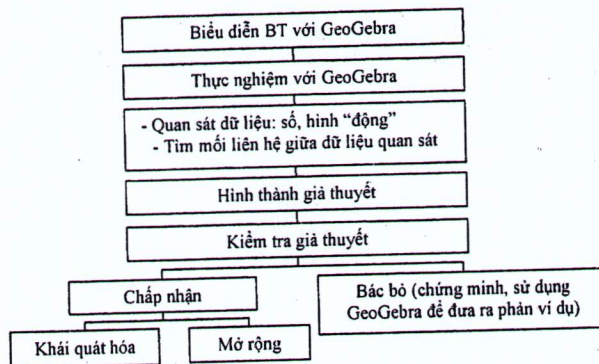 Biểu diễn BT với GeoGebra
Thực nghiệm với GeoGebra
- Quan sát dữ liệu: số, hình “động”
- Tìm mối liên hệ giữa dữ liệu quan sát
Hình thành giả thuyết
Kiểm tra giả thuyết
Chấp nhận
Bác bỏ (chứng minh, sử dụng
GeoGebra để đưa ra phản ví dụ)
Khái quát hóa
Mở rộng